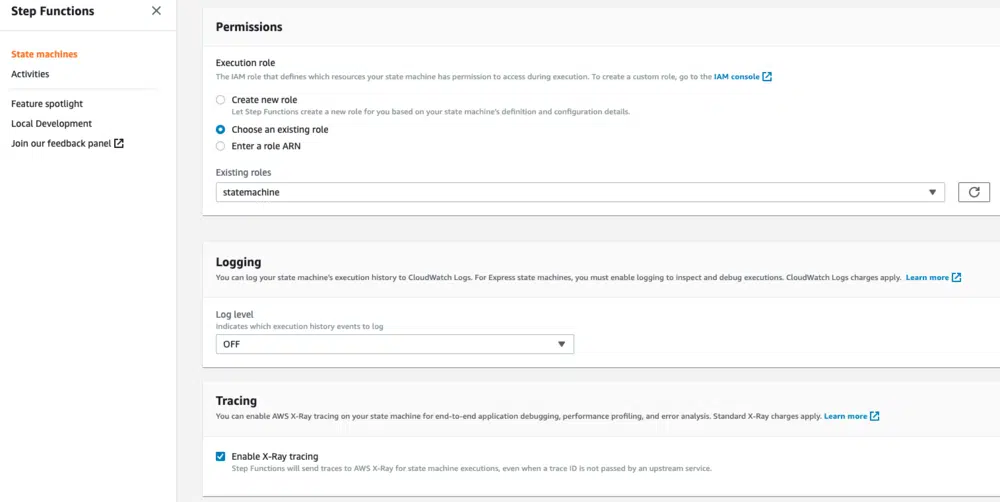 Step Functions
State machines
Activities
Feature spotlight
Local Development
Join our feedback panel
Permissions
Execution role
The IAM role that defines which resources your state machine has permission to access during execution. To create a custom role, go to the IAM console
Create new role
Let Step Functions create a new role for you based on your state machine's definition and configuration details.
Choose an existing role
Enter a role ARN
Existing roles
statemachine
Logging
You can log your state machine's execution history to CloudWatch Logs. For Express state machines, you must enable logging to inspect and debug executions. CloudWatch Logs charges apply. Learn more
Log level
Indicates which execution history events to log
OFF
Tracing
You can enable AWS X-Ray tracing on your state machine for end-to-end application debugging, performance profiling, and error analysis. Standard X-Ray charges apply. Learn more
Enable X-Ray tracing
Step Functions will send traces to AWS X-Ray for state machine executions, even when a trace ID is not passed by an upstream service.